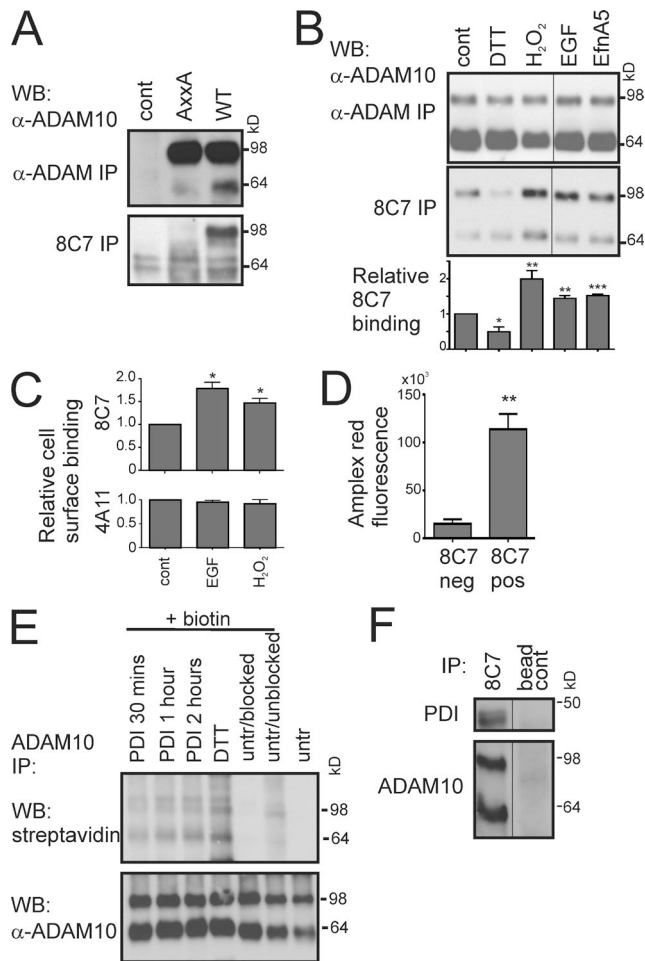 A
WB:
α-ADAM10
cont
AxxA
WT
kD
α-ADAM IP
98
64
8C7 IP
98
64
B
WB:
α-ADAM10
cont
DTT
H2O2
EGF
EfnA5
kD
α-ADAM IP
98
64
8C7 IP
98
64
Relative
8C7
binding
2
1
0
*
**
**
***
C
Relative cell
surface binding
8C7
2.0
1.5
1.0
0
*
*
4A11
1.0
0.5
0
cont
EGF
H2O2
D
Amplex red
fluorescence
x10³
150
100
50
0
**
8C7
neg
8C7
pos
E
+ biotin
ADAM10
IP:
PDI 30 mins
PDI 1 hour
PDI 2 hours
DTT
untr/blocked
untr/unblocked
untr
kD
WB:
streptavidin
98
64
WB:
α-ADAM10
98
64
F
IP:
8C7
bead
cont
kD
PDI
50
ADAM10
98
64